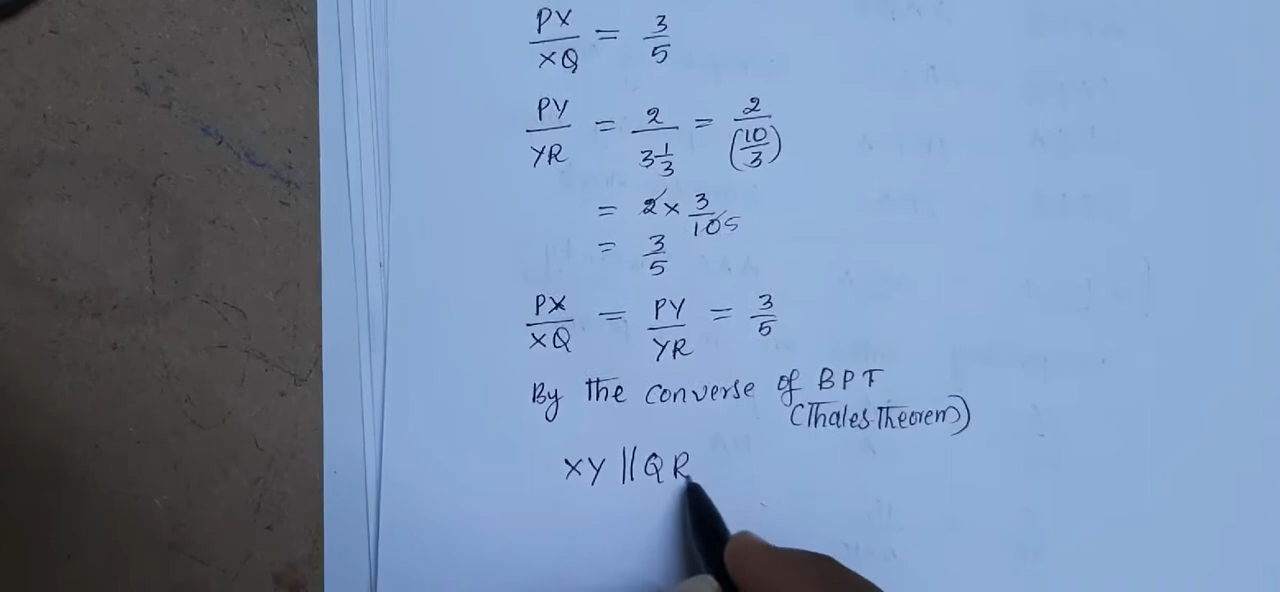 PX/XQ = 3/5
PY/YR = 2/3 1/3 = 2/(10/3)
= 2 × 3/10 5
= 3/5
PX/XQ = PY/YR = 3/5
By the converse of BPT
(Thales Theorem)
XY || QR